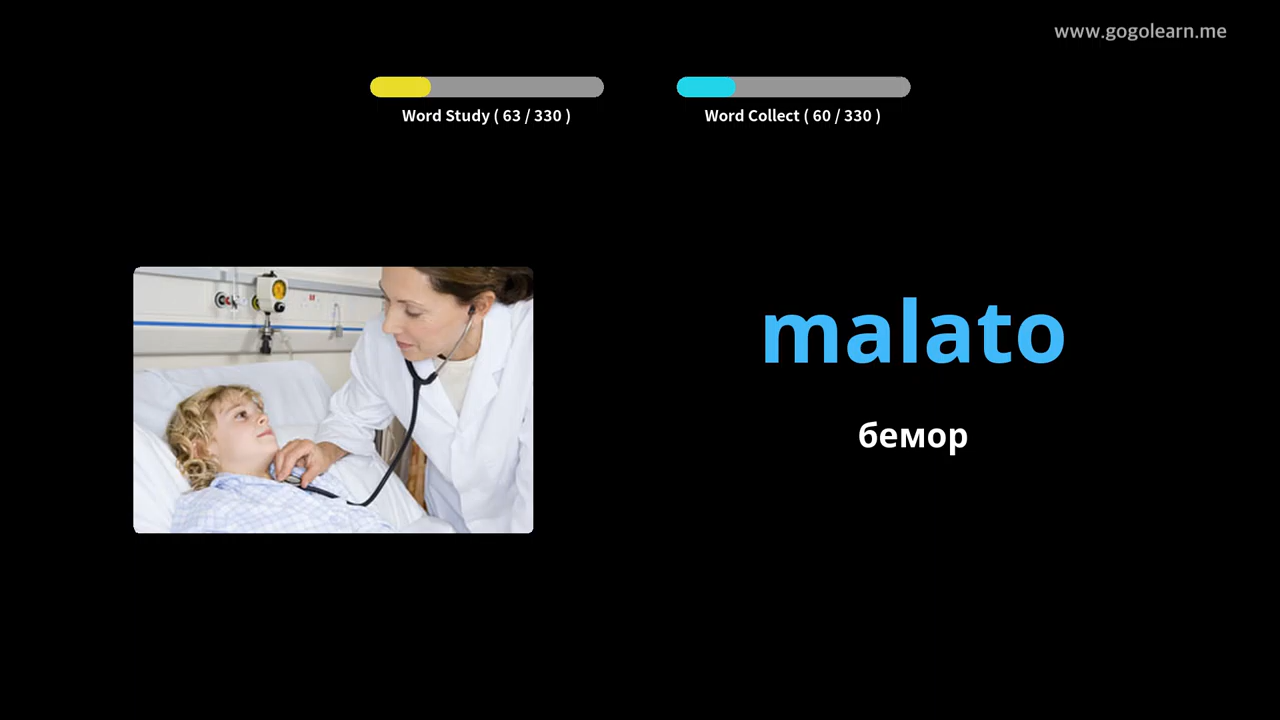 www.gogolearn.me
Word Study ( 63 / 330 )
Word Collect ( 60 / 330 )
malato
бемор